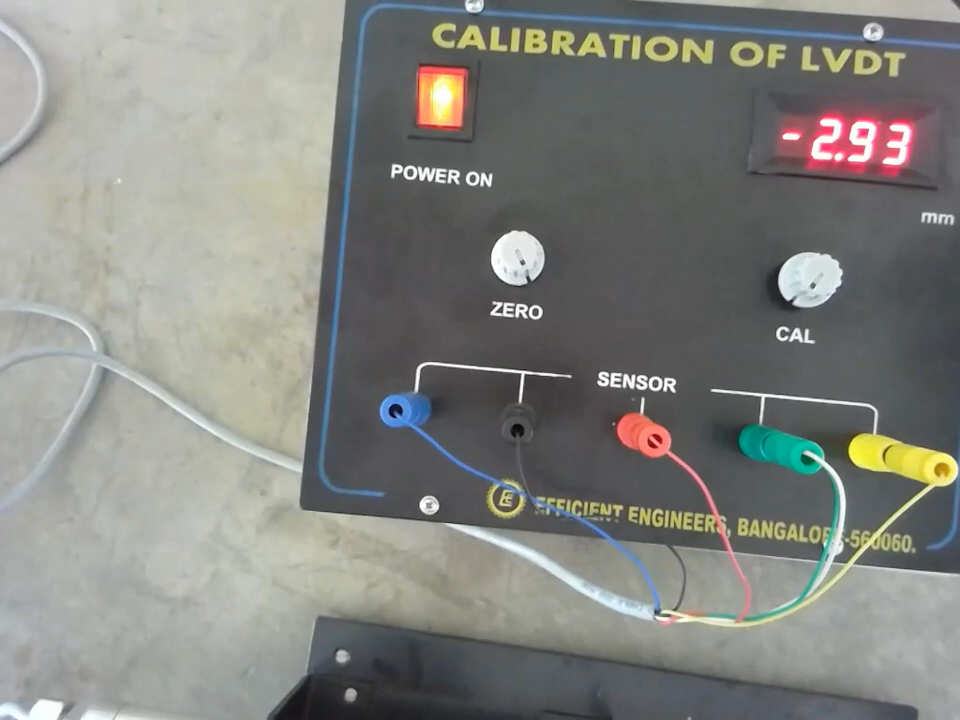 CALIBRATION OF LVDT
-2.93
POWER ON
mm
ZERO
CAL
SENSOR
E EFFICIENT ENGINEERS, BANGALORE-560060.